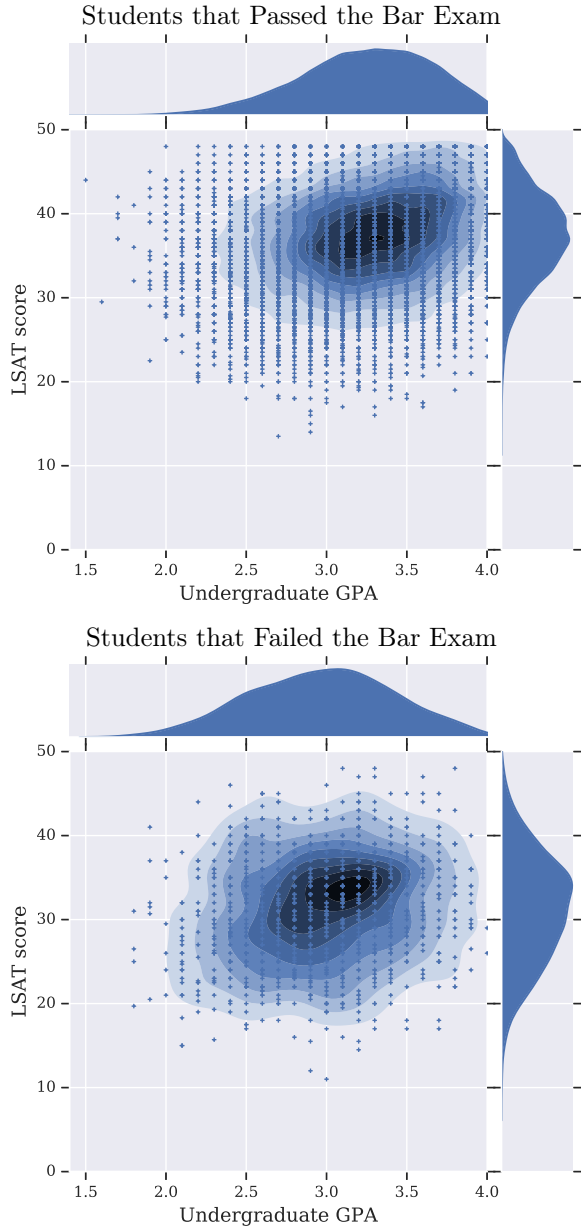 Students that Passed the Bar Exam
50
40
30
20
10
0
LSAT score
1.5 2.0 2.5 3.0 3.5 4.0
Undergraduate GPA
Students that Failed the Bar Exam
50
40
30
20
10
0
LSAT score
1.5 2.0 2.5 3.0 3.5 4.0
Undergraduate GPA